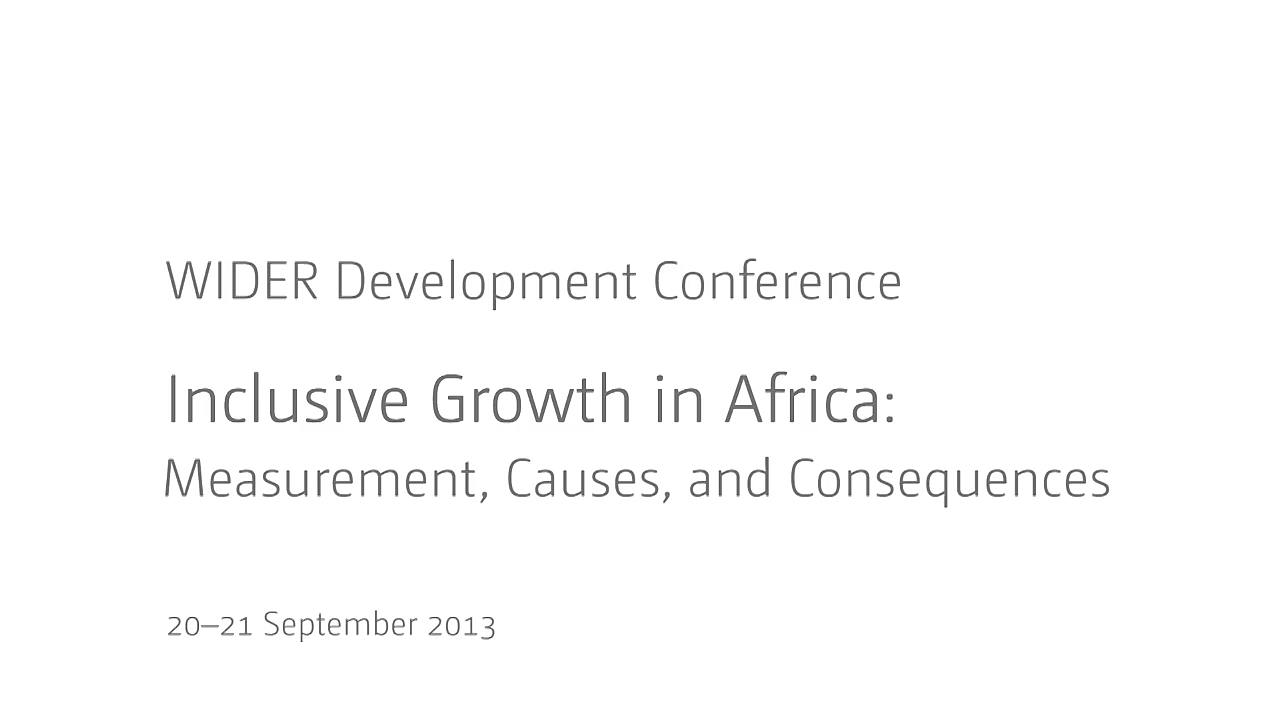 WIDER Development Conference
Inclusive Growth in Africa:
Measurement, Causes, and Consequences
20–21 September 2013